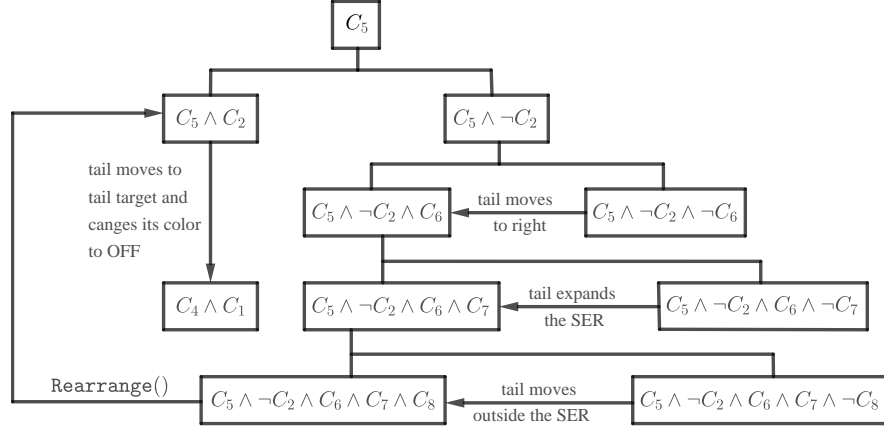 C₅
C₅ ∧ C₂
C₅ ∧ ¬C₂
tail moves to
tail target and
canges its color
to OFF
C₅ ∧ ¬C₂ ∧ C₆
tail moves
to right
C₅ ∧ ¬C₂ ∧ ¬C₆
C₄ ∧ C₁
C₅ ∧ ¬C₂ ∧ C₆ ∧ C₇
tail expands
the SER
C₅ ∧ ¬C₂ ∧ C₆ ∧ ¬C₇
Rearrange()
C₅ ∧ ¬C₂ ∧ C₆ ∧ C₇ ∧ C₈
tail moves
outside the SER
C₅ ∧ ¬C₂ ∧ C₆ ∧ C₇ ∧ ¬C₈